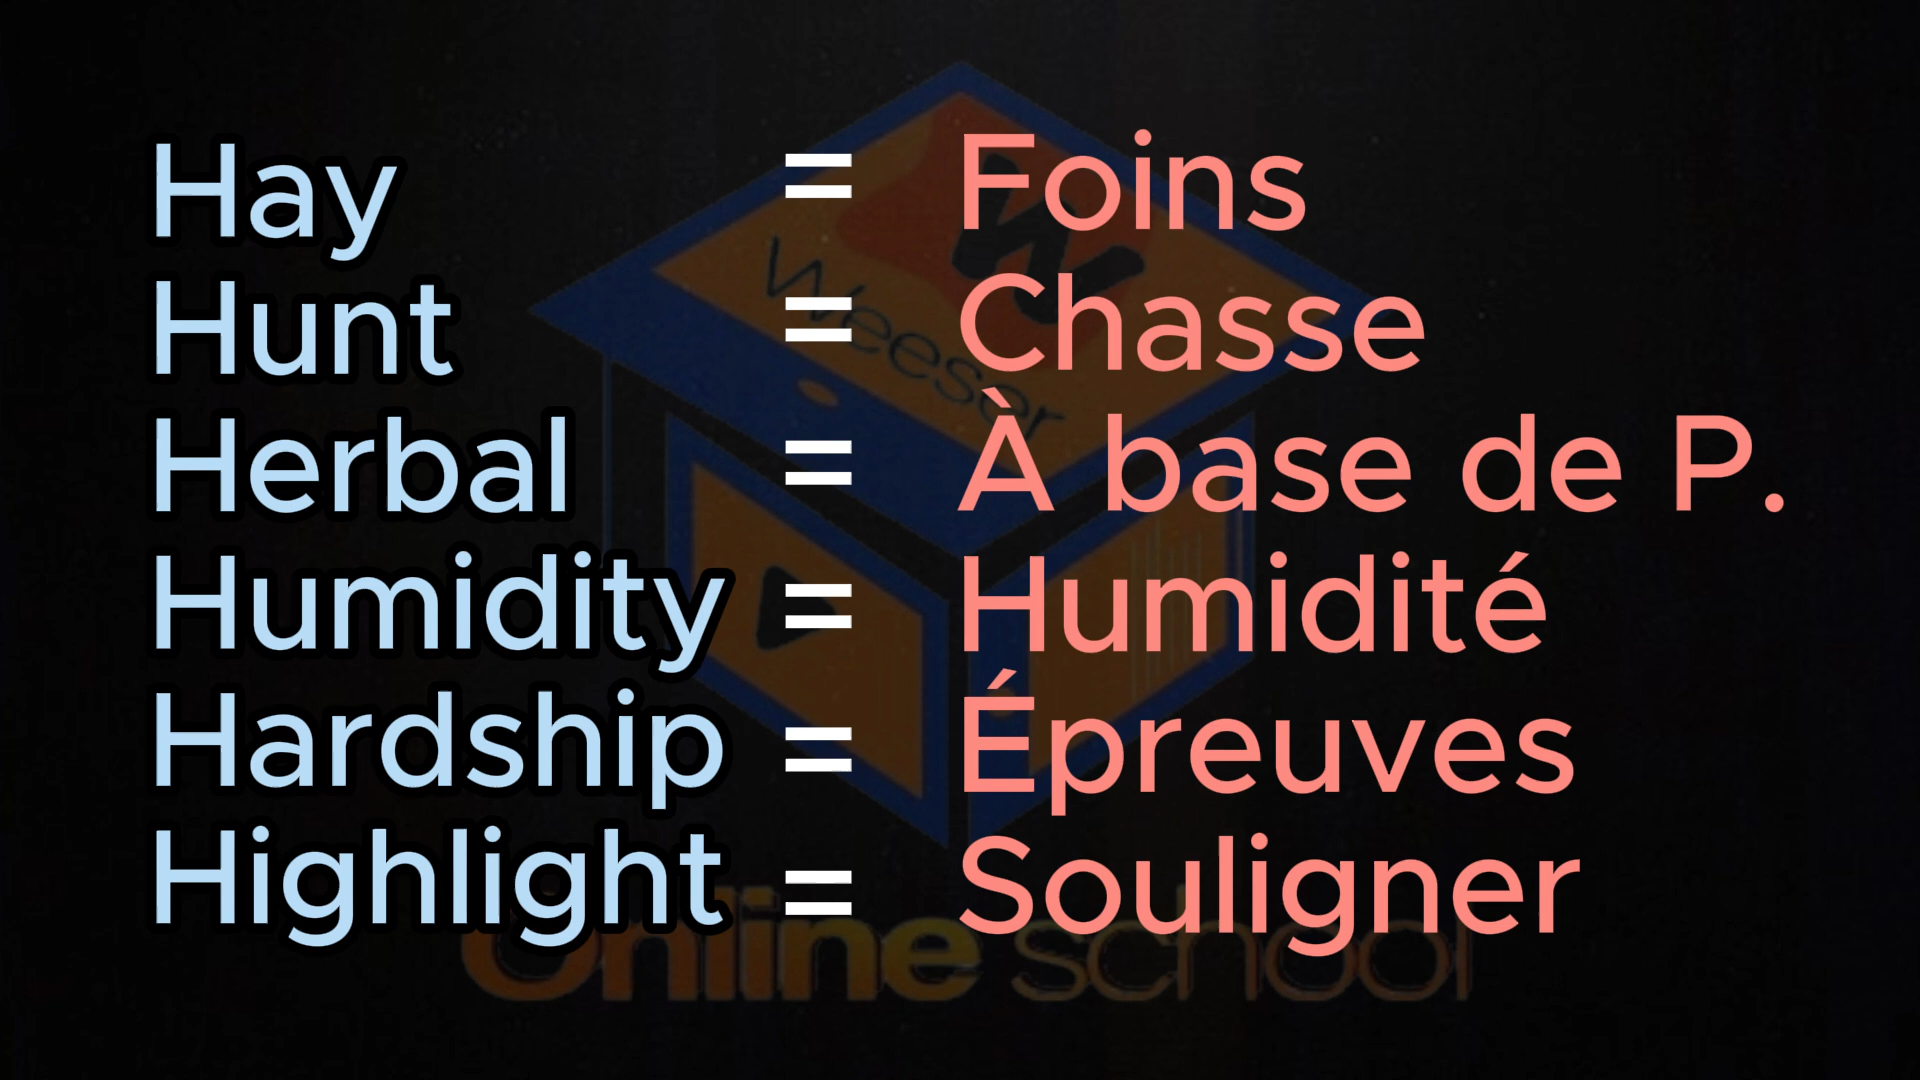 Hay = Foins
Hunt = Chasse
Herbal = À base de P.
Humidity = Humidité
Hardship = Épreuves
Highlight = Souligner
W
Weeser
Online school